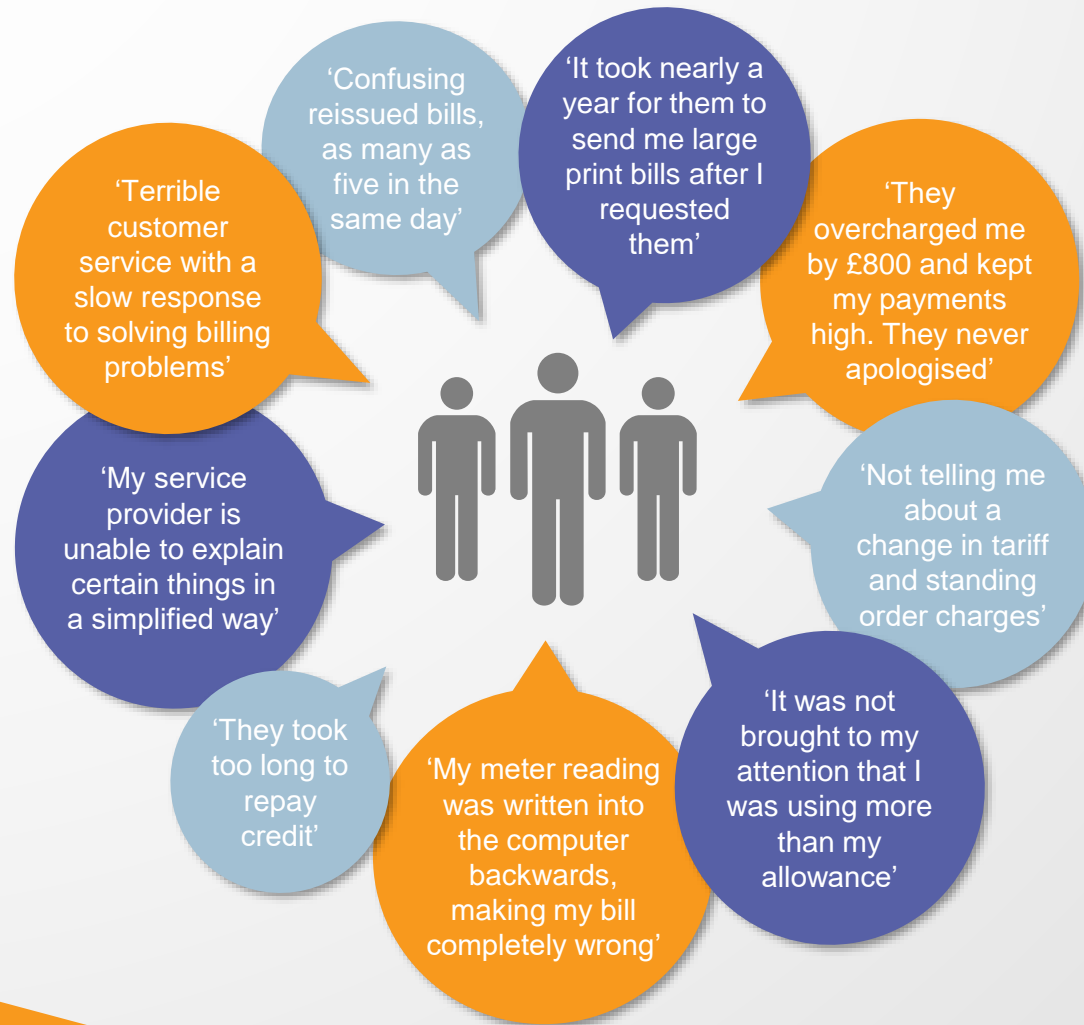 ‘Confusing
reissued bills,
as many as
five in the
same day’
‘It took nearly a
year for them to
send me large
print bills after I
requested
them’
‘Terrible
customer
service with a
slow response
to solving billing
problems’
‘They
overcharged me
by £800 and kept
my payments
high. They never
apologised’
‘My service
provider is
unable to explain
certain things in
a simplified way’
‘Not telling me
about a
change in tariff
and standing
order charges’
‘They took
too long to
repay
credit’
‘My meter reading
was written into
the computer
backwards,
making my bill
completely wrong’
‘It was not
brought to my
attention that I
was using more
than my
allowance’